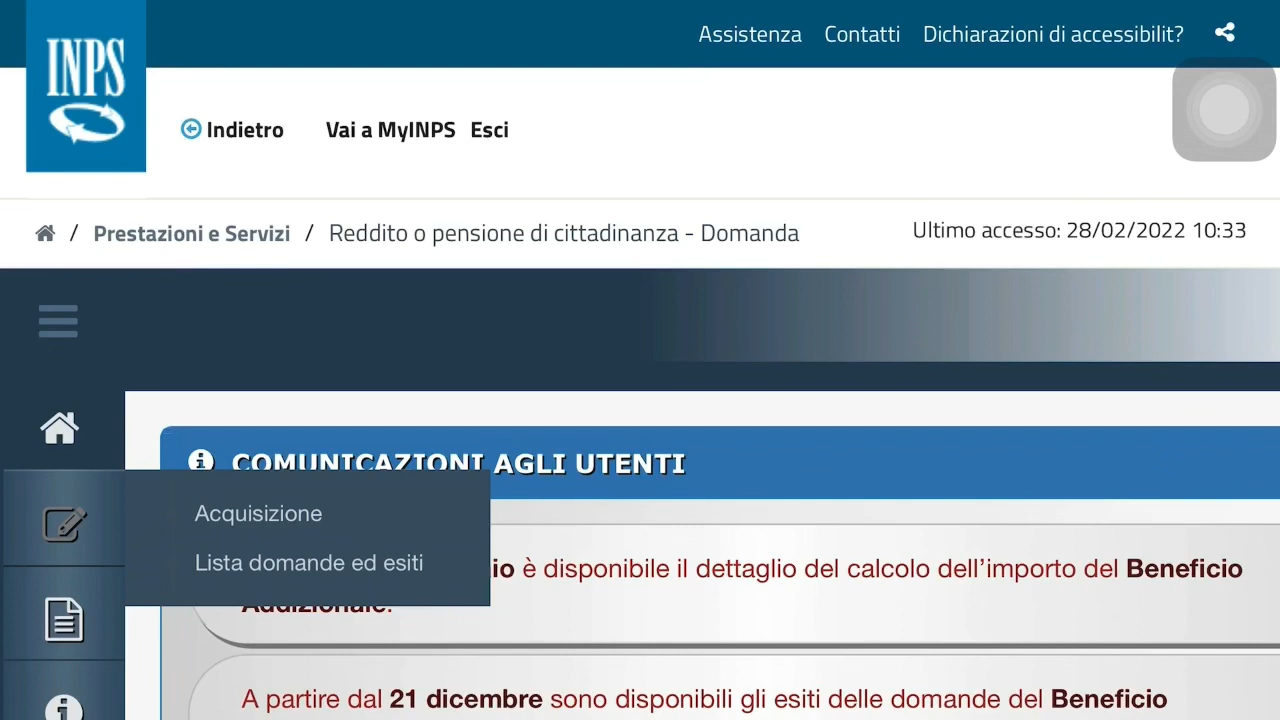 Assistenza Contatti Dichiarazioni di accessibilit?
INPS
Indietro Vai a MyINPS Esci
/ Prestazioni e Servizi / Reddito o pensione di cittadinanza - Domanda
Ultimo accesso: 28/02/2022 10:33
COMUNICAZIONI AGLI UTENTI
Acquisizione
Lista domande ed esiti
è disponibile il dettaglio del calcolo dell’importo del Beneficio
Addizionale.
A partire dal 21 dicembre sono disponibili gli esiti delle domande del Beneficio